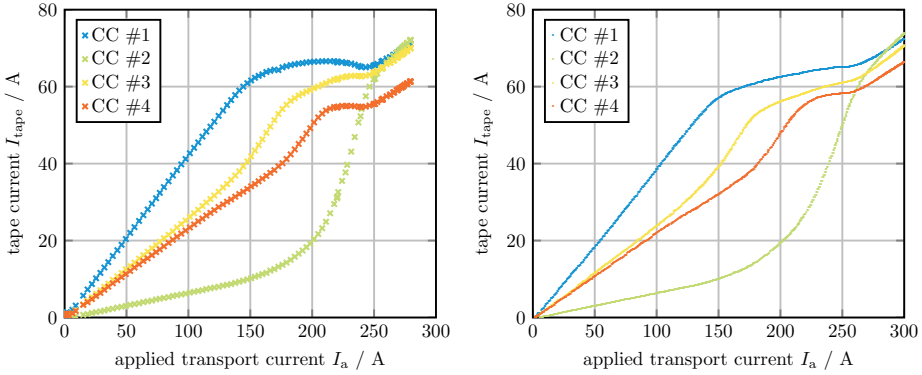 80
60
40
20
0
0
50
100
150
200
250
300
CC #1
CC #2
CC #3
CC #4
tape current I_tape / A
applied transport current I_a / A
80
60
40
20
0
0
50
100
150
200
250
300
CC #1
CC #2
CC #3
CC #4
tape current I_tape / A
applied transport current I_a / A